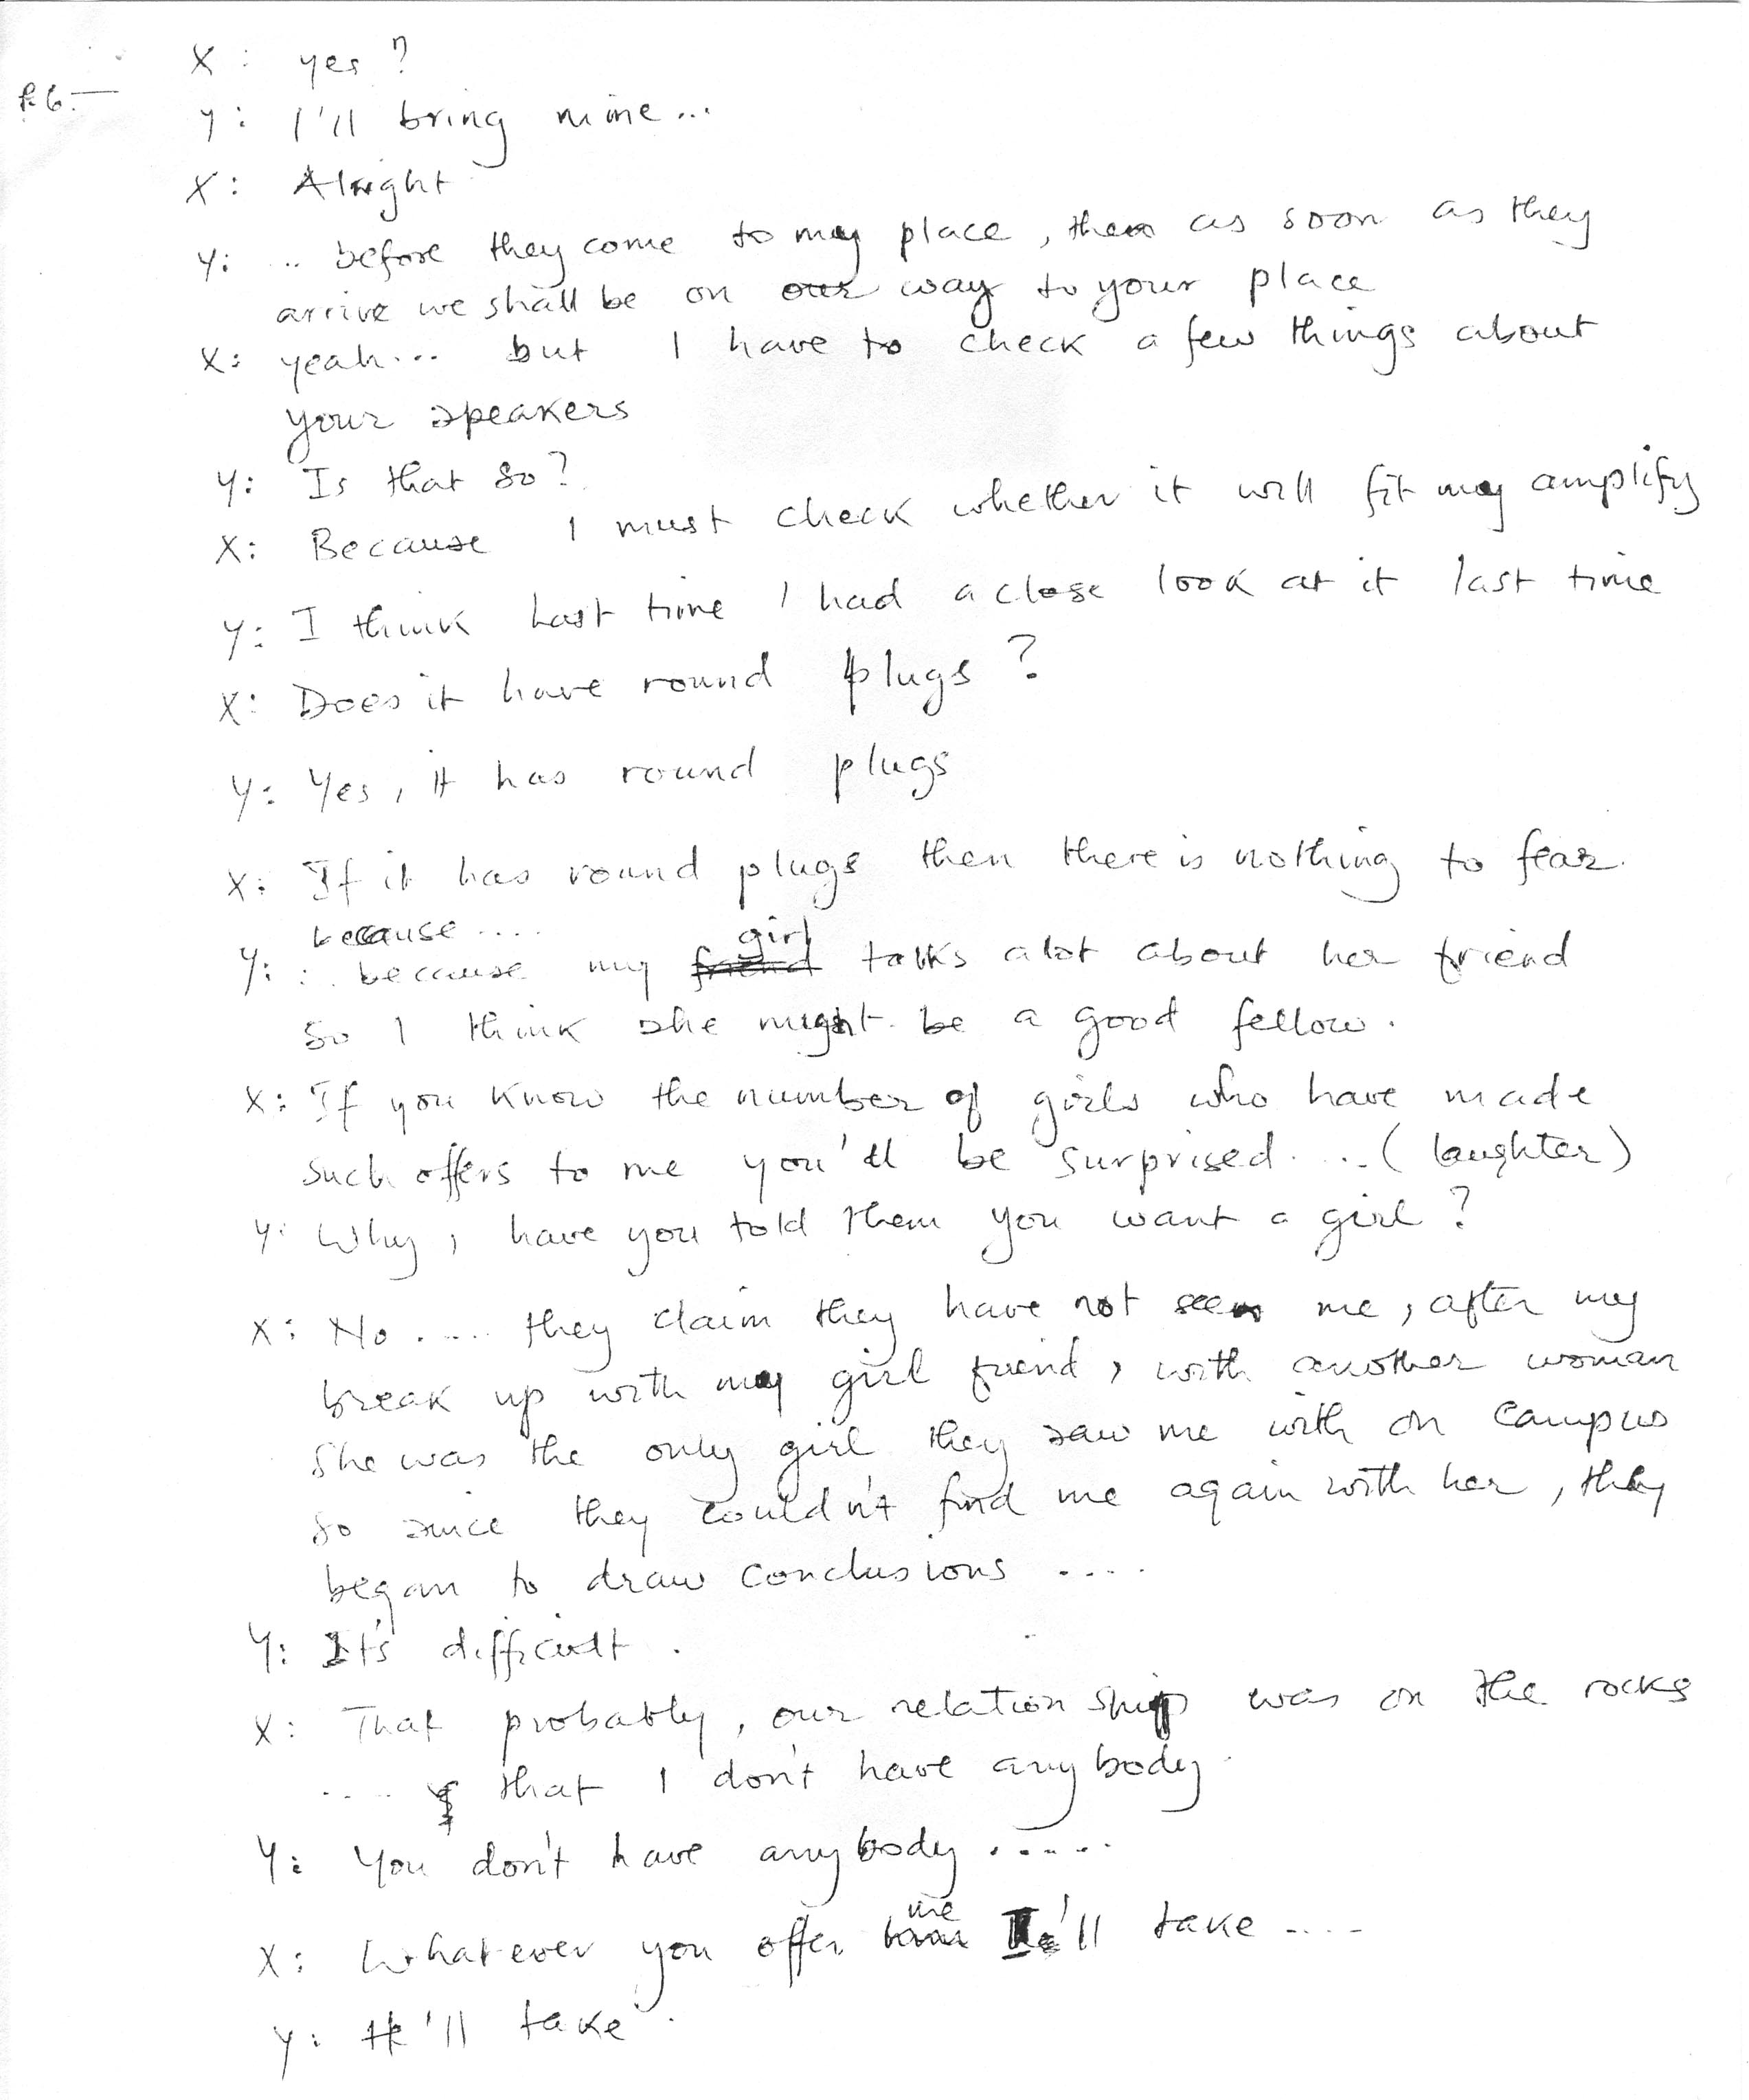 X: yes?
P.6.—
Y: I'll bring mine...
X: Alright
Y: .. before they come to my place, then as soon as they
arrive we shall be on our way to your place
X: yeah... but I have to check a few things about
your speakers
Y: Is that so?
X: Because I must check whether it will fit my amplify
Y: I think last time I had a close look at it last time
X: Does it have round plugs?
Y: Yes, it has round plugs
X: If it has round plugs then there is nothing to fear.
because....
Y: ... because my girl talks alot about her friend
So I think she might be a good fellow.
X: If you know the number of girls who have made
such offers to me you'll be surprised.... (laughter)
Y: Why, have you told them you want a girl?
X: No..... they claim they have not seen me, after my
break up with my girl friend, with another woman
She was the only girl they saw me with on campus
so since they couldn't find me again with her, they
began to draw conclusions ....
Y: It's difficult.
X: That probably, our relation ship was on the rocks
.... that I don't have anybody.
Y: You don't have anybody.....
X: Whatever you offer me I'll take....
Y: He'll take.